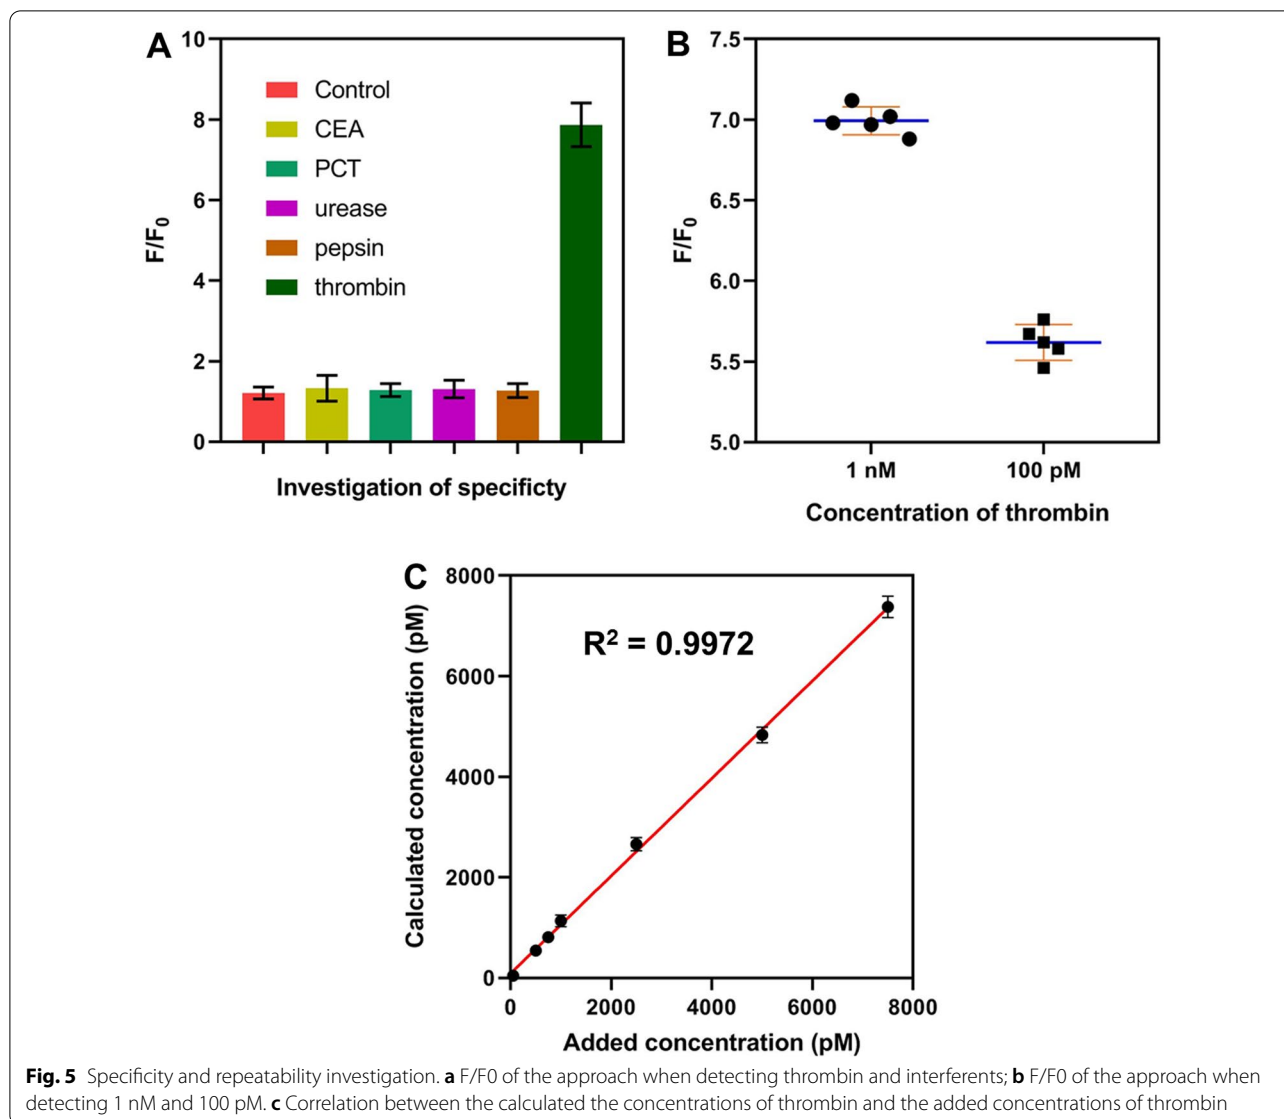 A
10
8
6
4
2
0
F/F0
Control
CEA
PCT
urease
pepsin
thrombin
Investigation of specificty
B
7.5
7.0
6.5
6.0
5.5
5.0
F/F0
1 nM 100 pM
Concentration of thrombin
C
8000
6000
4000
2000
0
Calculated concentration (pM)
R² = 0.9972
0 2000 4000 6000 8000
Added concentration (pM)
Fig. 5 Specificity and repeatability investigation. a F/F0 of the approach when detecting thrombin and interferents; b F/F0 of the approach when
detecting 1 nM and 100 pM. c Correlation between the calculated the concentrations of thrombin and the added concentrations of thrombin